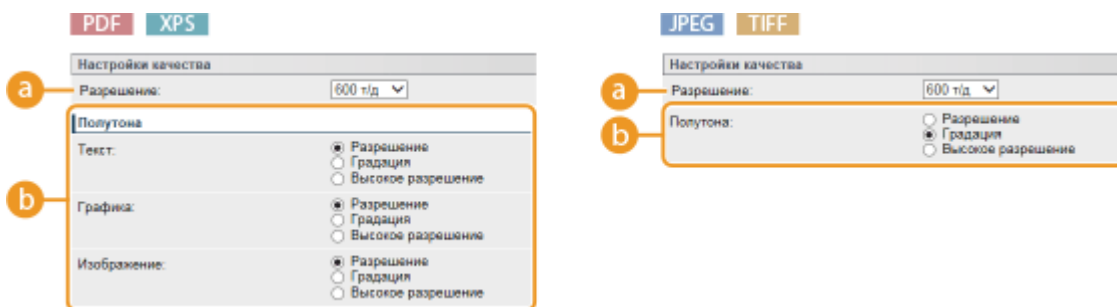 PDF XPS
Настройки качества
a
Разрешение: 600 т/д
b
Полутона
Текст: Разрешение
Градация
Высокое разрешение
Графика: Разрешение
Градация
Высокое разрешение
Изображение: Разрешение
Градация
Высокое разрешение
JPEG TIFF
Настройки качества
a
Разрешение: 600 т/д
b
Полутона: Разрешение
Градация
Высокое разрешение